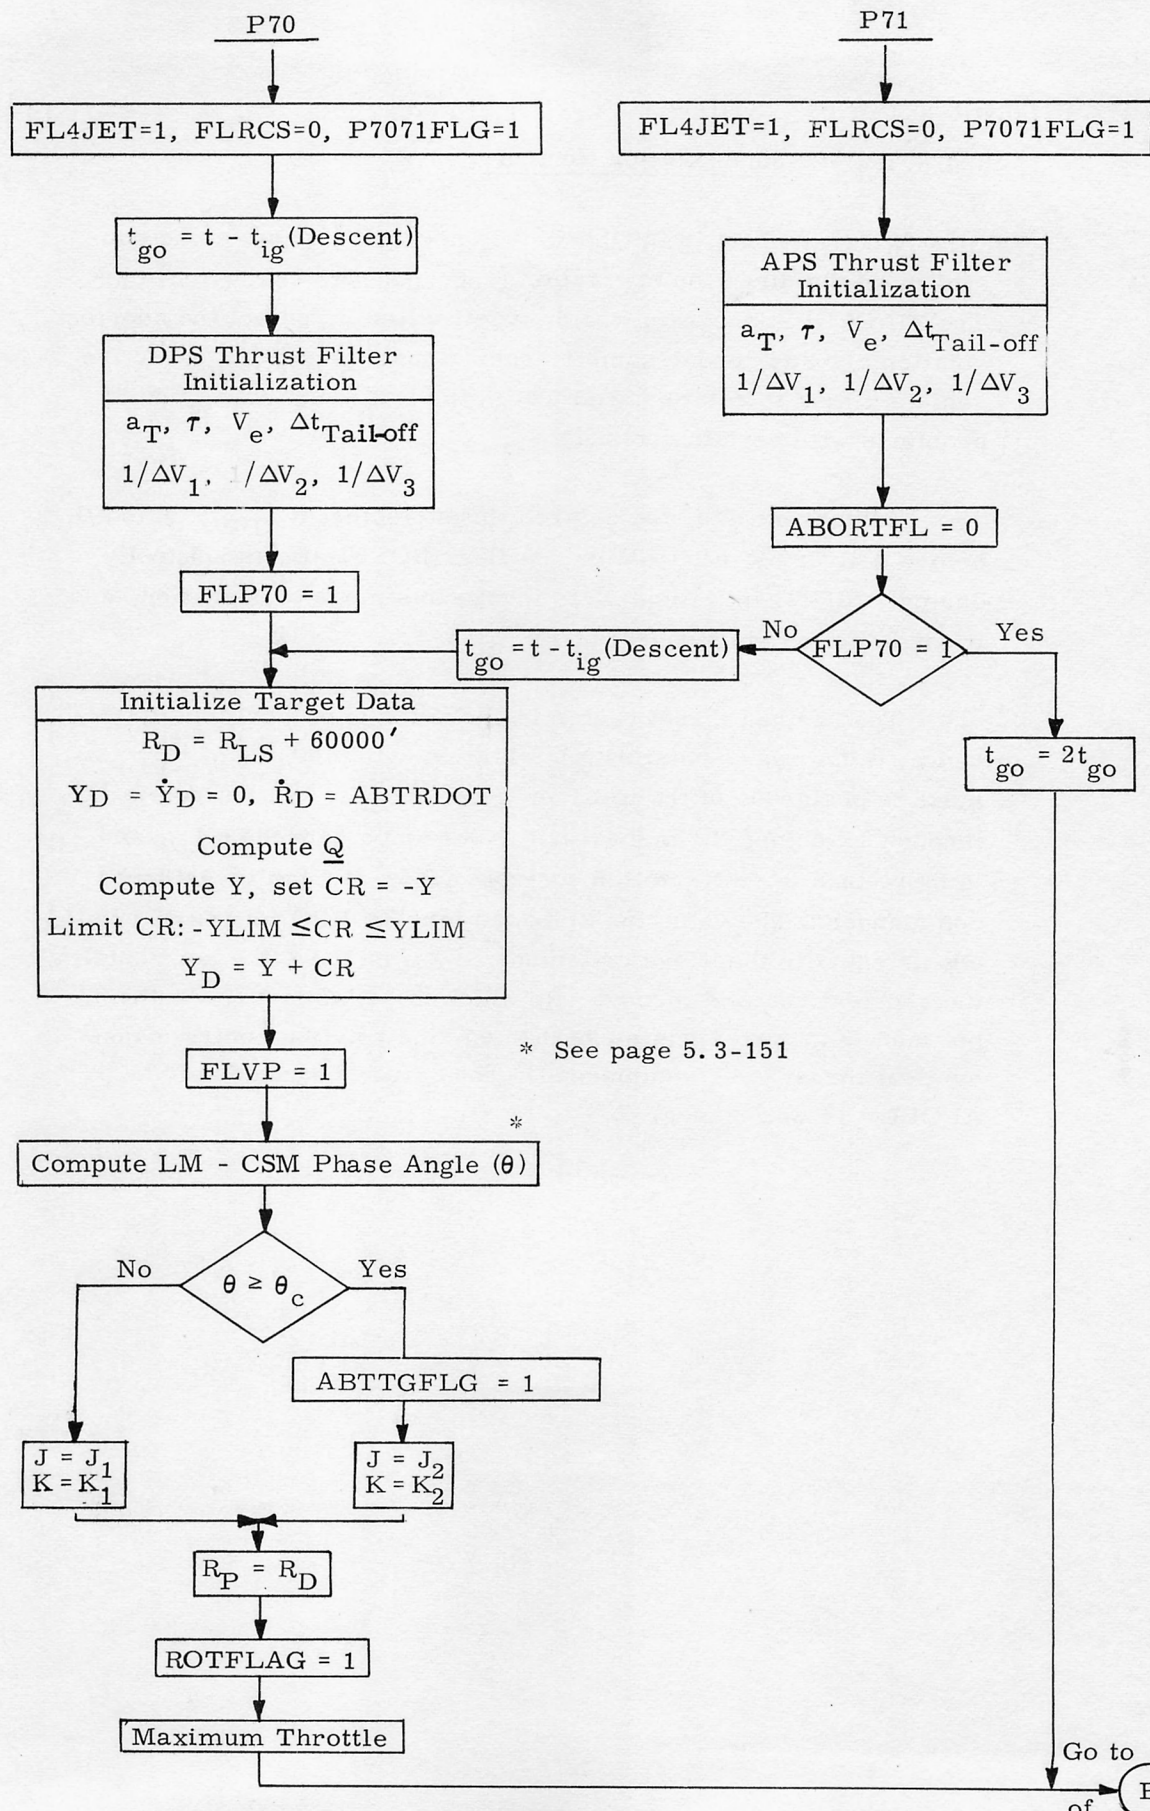 P70
FL4JET=1, FLRCS=0, P7071FLG=1
t_go = t - t_ig (Descent)
DPS Thrust Filter
Initialization
a_T, τ, V_e, Δt_Tail-off
1/ΔV_1, /ΔV_2, 1/ΔV_3
FLP70 = 1
P71
FL4JET=1, FLRCS=0, P7071FLG=1
APS Thrust Filter
Initialization
a_T, τ, V_e, Δt_Tail-off
1/ΔV_1, 1/ΔV_2, 1/ΔV_3
ABORTFL = 0
FLP70 = 1
No
Yes
t_go = t - t_ig (Descent)
t_go = 2t_go
Initialize Target Data
R_D = R_LS + 60000′
Y_D = Ẏ_D = 0, Ṙ_D = ABTRDOT
Compute Q
Compute Y, set CR = -Y
Limit CR: -YLIM ≤ CR ≤ YLIM
Y_D = Y + CR
FLVP = 1
* See page 5.3-151
*
Compute LM - CSM Phase Angle (θ)
θ ≥ θ_c
No
Yes
ABTTGFLG = 1
J = J_1
K = K_1
J = J_2
K = K_2
R_P = R_D
ROTFLAG = 1
Maximum Throttle
Go to
of